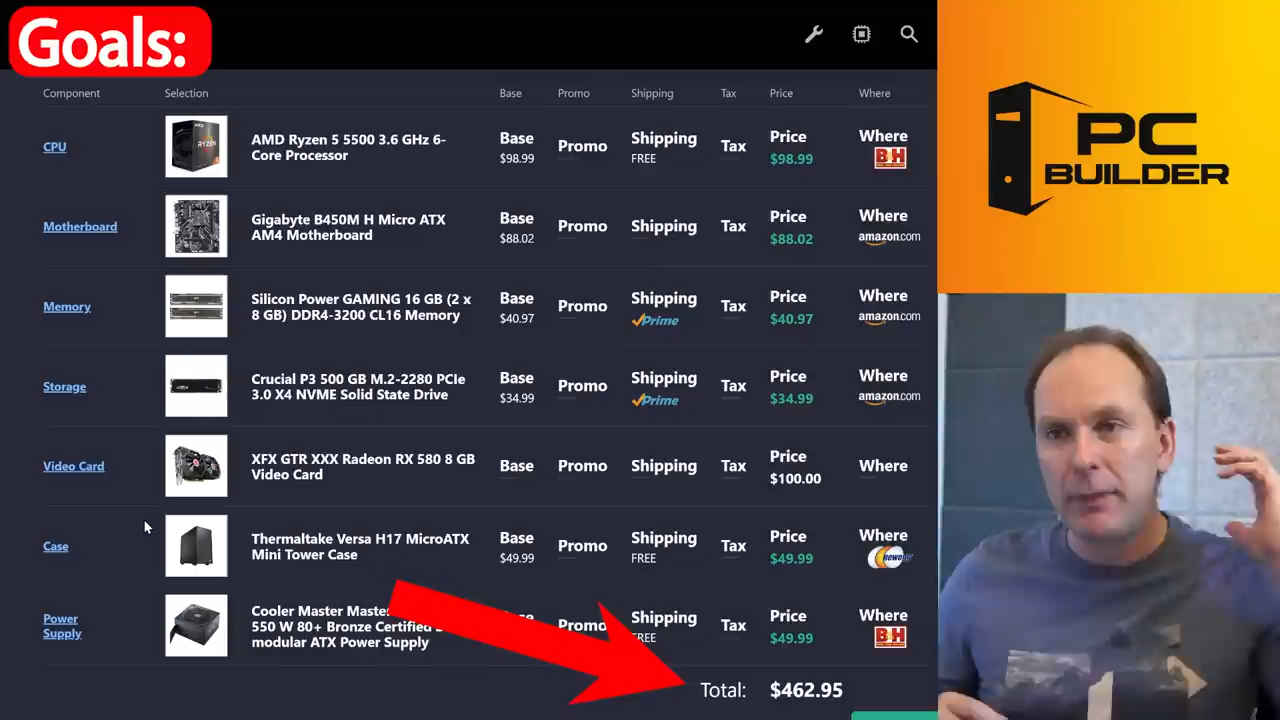 Goals:
Component Selection Base Promo Shipping Tax Price Where
CPU
AMD Ryzen 5 5500 3.6 GHz 6-
Core Processor
Base
$98.99
Promo
Shipping
FREE
Tax
Price
$98.99
Where
B&H
Motherboard
Gigabyte B450M H Micro ATX
AM4 Motherboard
Base
$88.02
Promo
Shipping
Tax
Price
$88.02
Where
amazon.com
Memory
Silicon Power GAMING 16 GB (2 x
8 GB) DDR4-3200 CL16 Memory
Base
$40.97
Promo
Shipping
Prime
Tax
Price
$40.97
Where
amazon.com
Storage
Crucial P3 500 GB M.2-2280 PCIe
3.0 X4 NVME Solid State Drive
Base
$34.99
Promo
Shipping
Prime
Tax
Price
$34.99
Where
amazon.com
Video Card
XFX GTR XXX Radeon RX 580 8 GB
Video Card
Base
Promo
Shipping
Tax
Price
$100.00
Where
Case
Thermaltake Versa H17 MicroATX
Mini Tower Case
Base
$49.99
Promo
Shipping
FREE
Tax
Price
$49.99
Where
newegg
Power
Supply
Cooler Master
550 W 80+ Bronze Certified
modular ATX Power Supply
Promo
Shipping
FREE
Tax
Price
$49.99
Where
B&H
Total: $462.95
PC
BUILDER